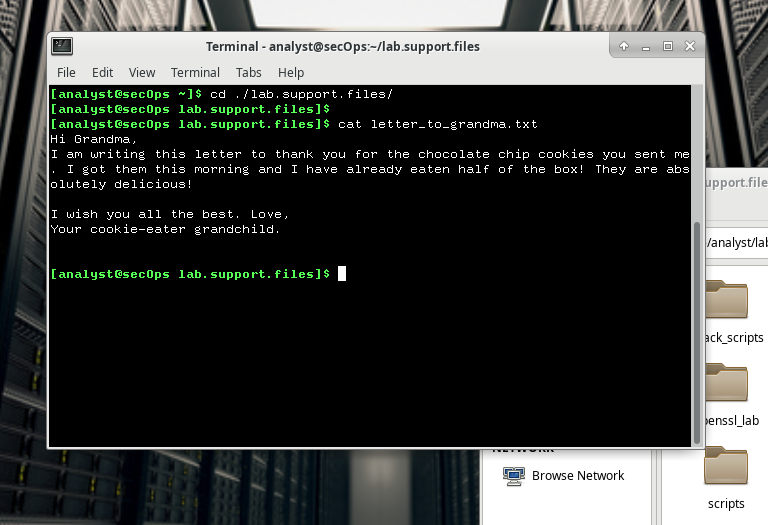 Terminal - analyst@secOps:~/lab.support.files
File Edit View Terminal Tabs Help
[analyst@secOps ~]$ cd ./lab.support.files/
[analyst@secOps lab.support.files]$
[analyst@secOps lab.support.files]$ cat letter_to_grandma.txt
Hi Grandma,
I am writing this letter to thank you for the chocolate chip cookies you sent me
. I got them this morning and I have already eaten half of the box! They are abs
olutely delicious!
I wish you all the best. Love,
Your cookie-eater grandchild.
[analyst@secOps lab.support.files]$
upport.file
/analyst/lab
ack_scripts
penssl_lab
scripts
NETWORK
Browse Network